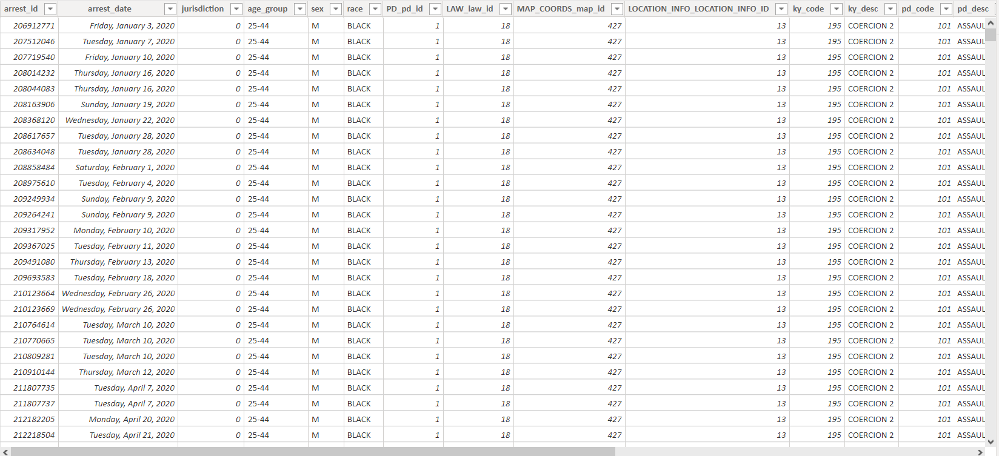 arrest_id arrest_date jurisdiction age_group sex race PD_pd_id LAW_law_id MAP_COORDS_map_id LOCATION_INFO_LOCATION_INFO_ID ky_code ky_desc pd_code pd_desc
206912771 Friday, January 3, 2020 0 25-44 M BLACK 1 18 427 13 195 COERCION 2 101 ASSAUL
207512046 Tuesday, January 7, 2020 0 25-44 M BLACK 1 18 427 13 195 COERCION 2 101 ASSAUL
207719540 Friday, January 10, 2020 0 25-44 M BLACK 1 18 427 13 195 COERCION 2 101 ASSAUL
208014232 Thursday, January 16, 2020 0 25-44 M BLACK 1 18 427 13 195 COERCION 2 101 ASSAUL
208044083 Thursday, January 16, 2020 0 25-44 M BLACK 1 18 427 13 195 COERCION 2 101 ASSAUL
208163906 Sunday, January 19, 2020 0 25-44 M BLACK 1 18 427 13 195 COERCION 2 101 ASSAUL
208368120 Wednesday, January 22, 2020 0 25-44 M BLACK 1 18 427 13 195 COERCION 2 101 ASSAUL
208617657 Tuesday, January 28, 2020 0 25-44 M BLACK 1 18 427 13 195 COERCION 2 101 ASSAUL
208634048 Tuesday, January 28, 2020 0 25-44 M BLACK 1 18 427 13 195 COERCION 2 101 ASSAUL
208858484 Saturday, February 1, 2020 0 25-44 M BLACK 1 18 427 13 195 COERCION 2 101 ASSAUL
208975610 Tuesday, February 4, 2020 0 25-44 M BLACK 1 18 427 13 195 COERCION 2 101 ASSAUL
209249934 Sunday, February 9, 2020 0 25-44 M BLACK 1 18 427 13 195 COERCION 2 101 ASSAUL
209264241 Sunday, February 9, 2020 0 25-44 M BLACK 1 18 427 13 195 COERCION 2 101 ASSAUL
209317952 Monday, February 10, 2020 0 25-44 M BLACK 1 18 427 13 195 COERCION 2 101 ASSAUL
209367025 Tuesday, February 11, 2020 0 25-44 M BLACK 1 18 427 13 195 COERCION 2 101 ASSAUL
209491080 Thursday, February 13, 2020 0 25-44 M BLACK 1 18 427 13 195 COERCION 2 101 ASSAUL
209693583 Tuesday, February 18, 2020 0 25-44 M BLACK 1 18 427 13 195 COERCION 2 101 ASSAUL
210123664 Wednesday, February 26, 2020 0 25-44 M BLACK 1 18 427 13 195 COERCION 2 101 ASSAUL
210123669 Wednesday, February 26, 2020 0 25-44 M BLACK 1 18 427 13 195 COERCION 2 101 ASSAUL
210764614 Tuesday, March 10, 2020 0 25-44 M BLACK 1 18 427 13 195 COERCION 2 101 ASSAUL
210770665 Tuesday, March 10, 2020 0 25-44 M BLACK 1 18 427 13 195 COERCION 2 101 ASSAUL
210809281 Tuesday, March 10, 2020 0 25-44 M BLACK 1 18 427 13 195 COERCION 2 101 ASSAUL
210910144 Thursday, March 12, 2020 0 25-44 M BLACK 1 18 427 13 195 COERCION 2 101 ASSAUL
211807735 Tuesday, April 7, 2020 0 25-44 M BLACK 1 18 427 13 195 COERCION 2 101 ASSAUL
211807737 Tuesday, April 7, 2020 0 25-44 M BLACK 1 18 427 13 195 COERCION 2 101 ASSAUL
212182205 Monday, April 20, 2020 0 25-44 M BLACK 1 18 427 13 195 COERCION 2 101 ASSAUL
212218504 Tuesday, April 21, 2020 0 25-44 M BLACK 1 18 427 13 195 COERCION 2 101 ASSAUL